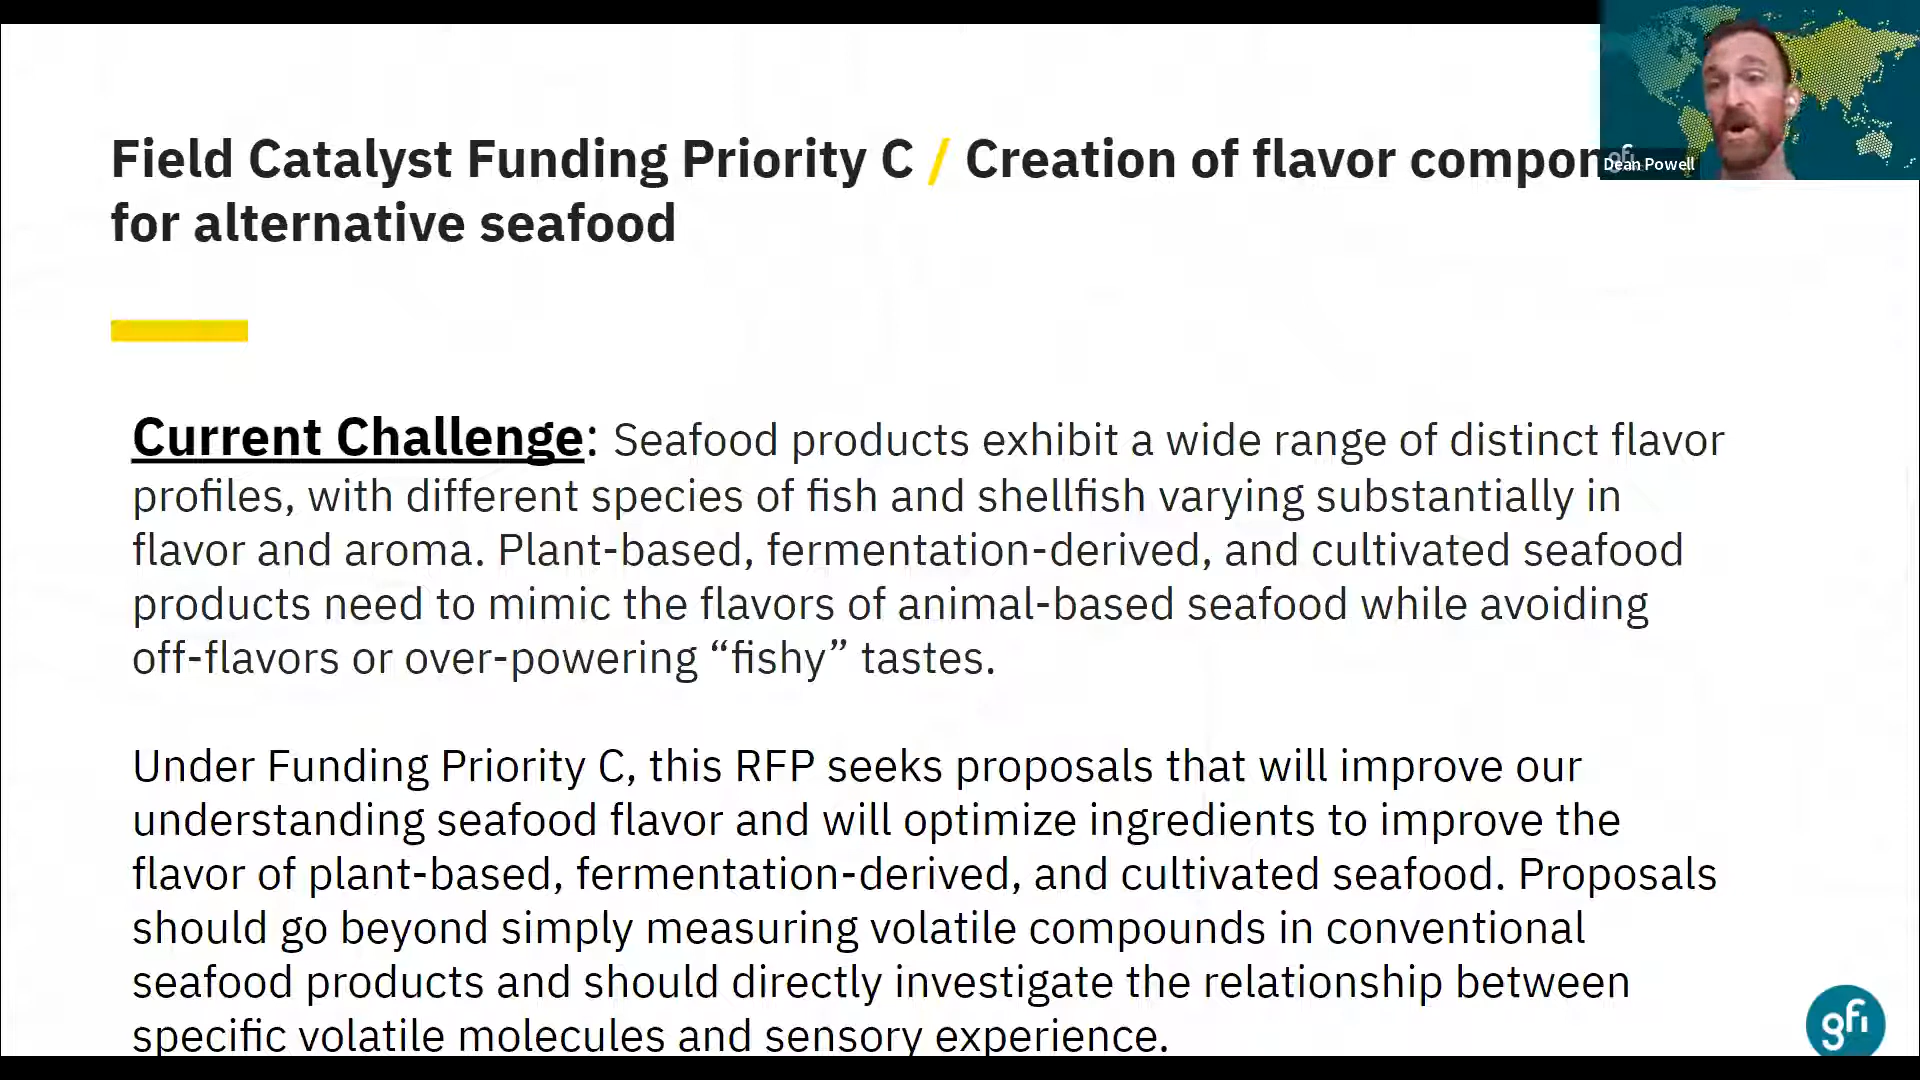 Field Catalyst Funding Priority C / Creation of flavor
for alternative seafood
Dean Powell
Current Challenge: Seafood products exhibit a wide range of distinct flavor
profiles, with different species of fish and shellfish varying substantially in
flavor and aroma. Plant-based, fermentation-derived, and cultivated seafood
products need to mimic the flavors of animal-based seafood while avoiding
off-flavors or over-powering “fishy” tastes.
Under Funding Priority C, this RFP seeks proposals that will improve our
understanding seafood flavor and will optimize ingredients to improve the
flavor of plant-based, fermentation-derived, and cultivated seafood. Proposals
should go beyond simply measuring volatile compounds in conventional
seafood products and should directly investigate the relationship between
specific volatile molecules and sensory experience.
gfi